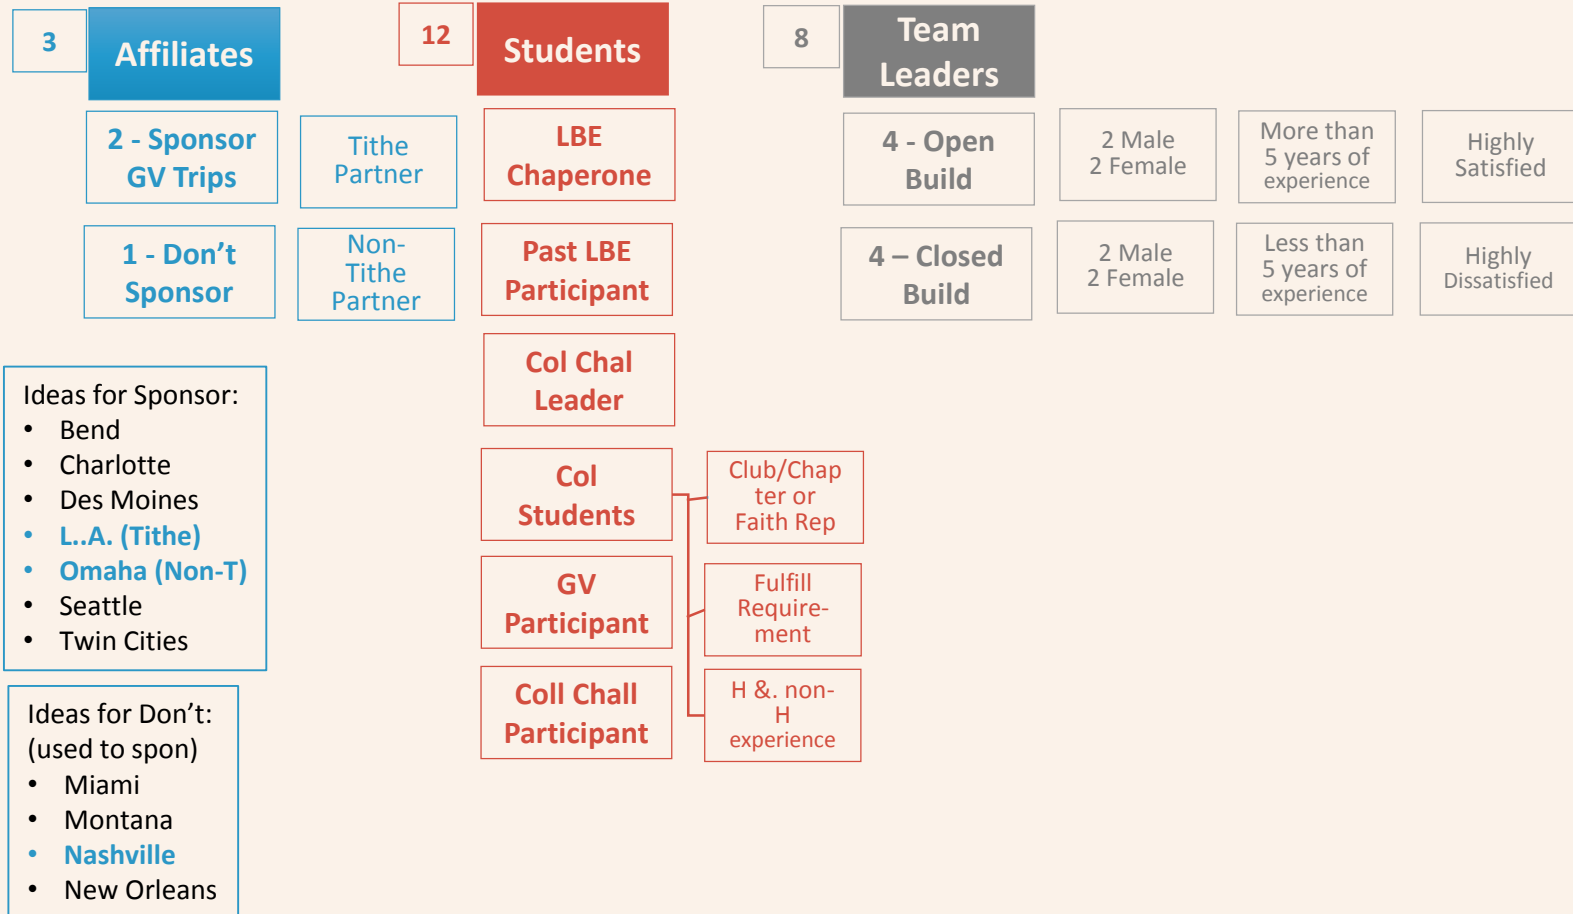 3
Affiliates
2 - Sponsor
GV Trips
Tithe
Partner
1 - Don’t
Sponsor
Non-
Tithe
Partner
Ideas for Sponsor:
• Bend
• Charlotte
• Des Moines
• L..A. (Tithe)
• Omaha (Non-T)
• Seattle
• Twin Cities
Ideas for Don’t:
(used to spon)
• Miami
• Montana
• Nashville
• New Orleans
12
Students
LBE
Chaperone
Past LBE
Participant
Col Chal
Leader
Col
Students
Club/Chap
ter or
Faith Rep
GV
Participant
Fulfill
Require-
ment
Coll Chall
Participant
H &. non-
H
experience
8
Team
Leaders
4 - Open
Build
2 Male
2 Female
More than
5 years of
experience
Highly
Satisfied
4 – Closed
Build
2 Male
2 Female
Less than
5 years of
experience
Highly
Dissatisfied